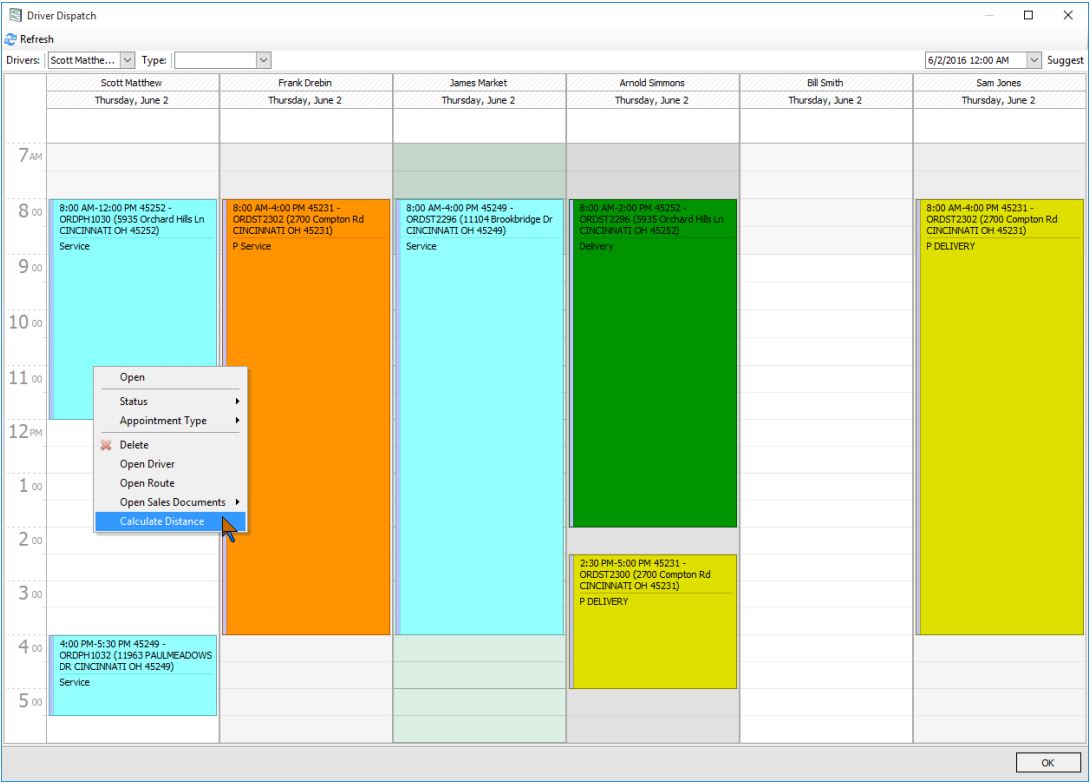 Driver Dispatch
Refresh
Drivers: Scott Matthe... Type: 6/2/2016 12:00 AM Suggest
Scott Matthew Frank Drebin James Market Arnold Simmons Bill Smith Sam Jones
Thursday, June 2 Thursday, June 2 Thursday, June 2 Thursday, June 2 Thursday, June 2 Thursday, June 2
7 AM
8 00
9 00
10 00
11 00
12 PM
1 00
2 00
3 00
4 00
5 00
8:00 AM-12:00 PM 45252 -
ORDPH1030 (5935 Orchard Hills Ln
CINCINNATI OH 45252)
Service
4:00 PM-5:30 PM 45249 -
ORDPH1032 (11963 PAULMEADOWS
DR CINCINNATI OH 45249)
Service
8:00 AM-4:00 PM 45231 -
ORDST2302 (2700 Compton Rd
CINCINNATI OH 45231)
P Service
8:00 AM-4:00 PM 45249 -
ORDST2296 (11104 Brookbridge Dr
CINCINNATI OH 45249)
Service
8:00 AM-2:00 PM 45252 -
ORDST2296 (5935 Orchard Hills Ln
CINCINNATI OH 45252)
Delivery
2:30 PM-5:00 PM 45231 -
ORDST2300 (2700 Compton Rd
CINCINNATI OH 45231)
P DELIVERY
8:00 AM-4:00 PM 45231 -
ORDST2302 (2700 Compton Rd
CINCINNATI OH 45231)
P DELIVERY
Open
Status
Appointment Type
Delete
Open Driver
Open Route
Open Sales Documents
Calculate Distance
OK